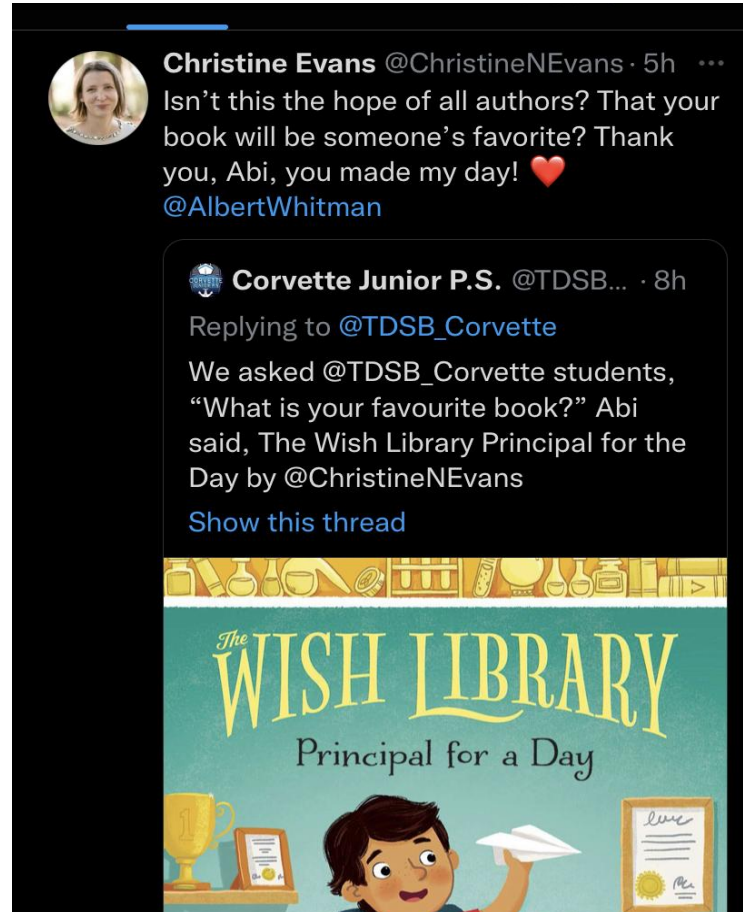 Christine Evans @ChristineNEvans · 5h ···
Isn’t this the hope of all authors? That your
book will be someone’s favorite? Thank
you, Abi, you made my day! ❤️
@AlbertWhitman
Corvette Junior P.S. @TDSB... · 8h
Replying to @TDSB_Corvette
We asked @TDSB_Corvette students,
“What is your favourite book?” Abi
said, The Wish Library Principal for the
Day by @ChristineNEvans
Show this thread
The
WISH LIBRARY
Principal for a Day
1